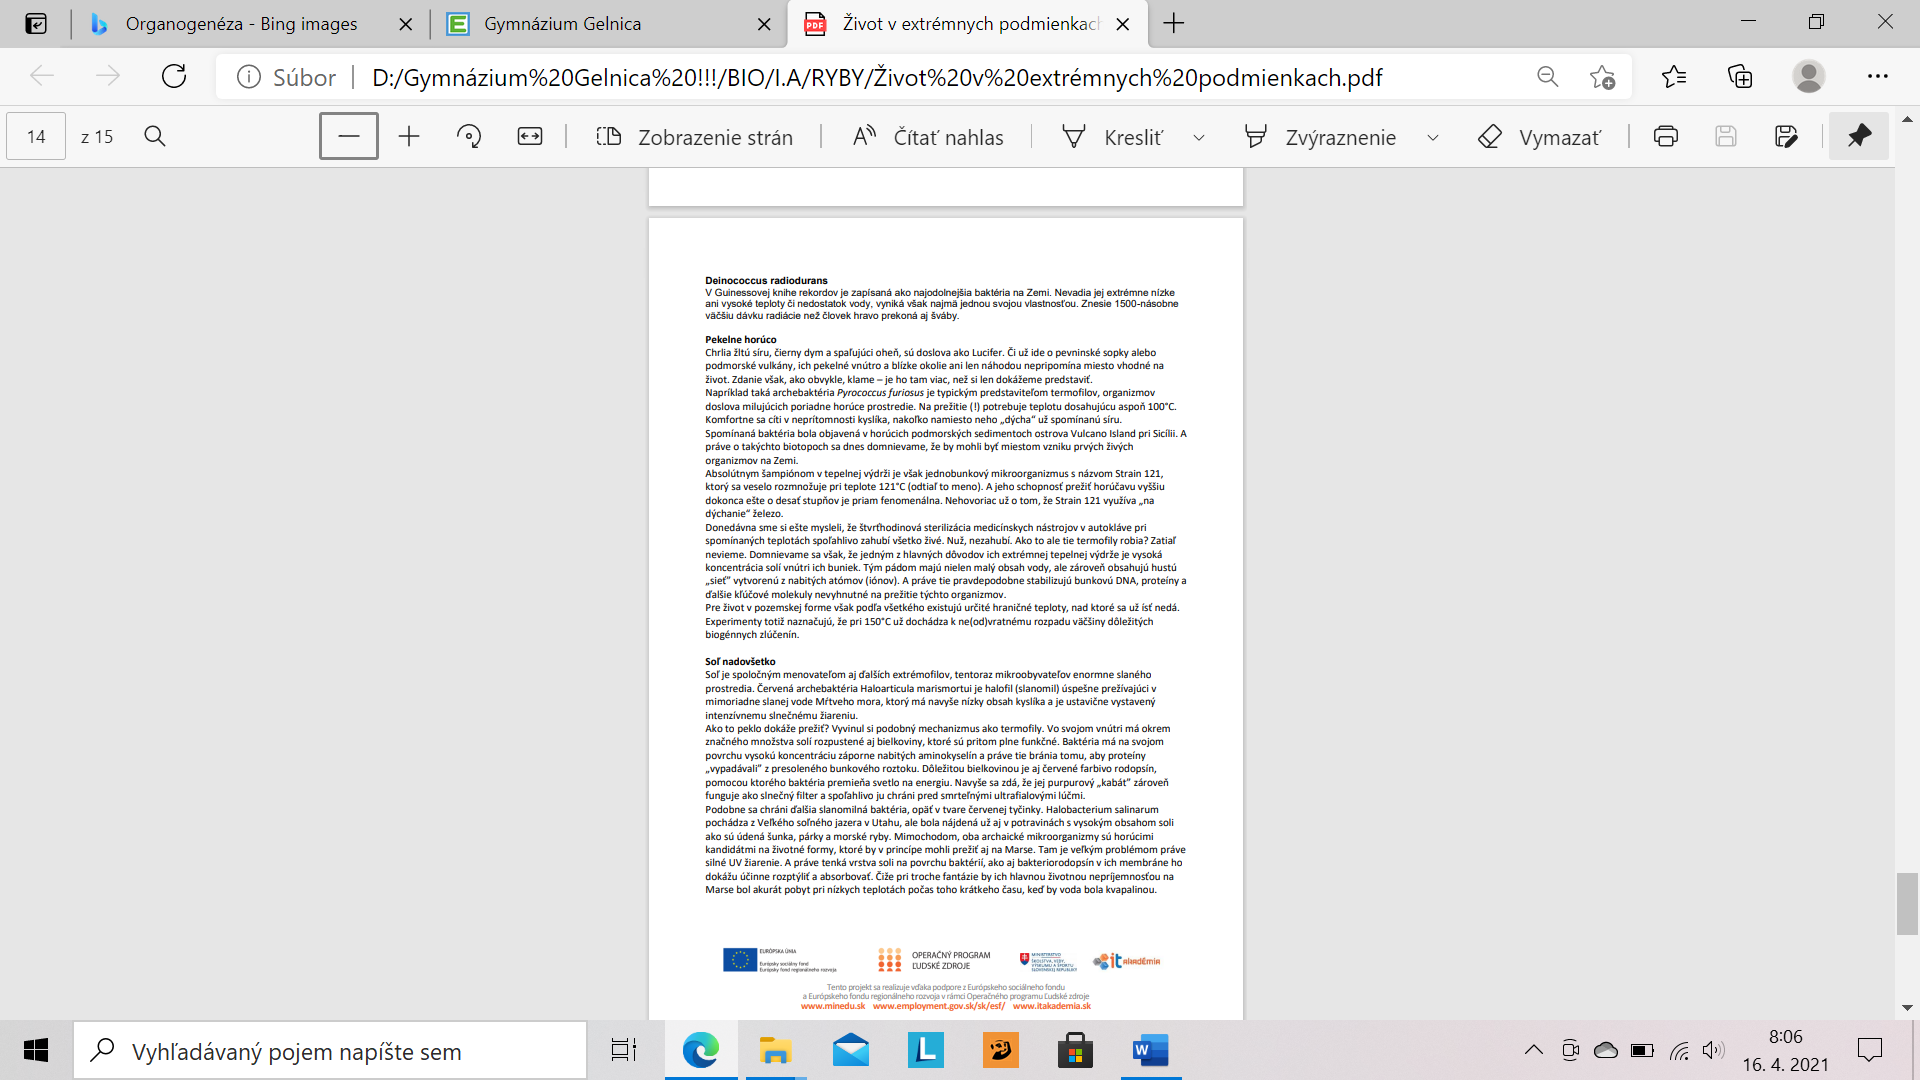 Organogenéza - Bing images
Gymnázium Gelnica
Život v extrémnych podmienkach
Súbor
D:/Gymnázium%20Gelnica%20!!!/BIO/I.A/RYBY/Život%20v%20extrémnych%20podmienkach.pdf
14 z 15
Zobrazenie strán
Čítať nahlas
Kresliť
Zvýraznenie
Vymazať
Deinococcus radiodurans
V Guinessovej knihe rekordov je zapísaná ako najodolnejšia baktéria na Zemi. Nevadia jej extrémne nízke
ani vysoké teploty či nedostatok vody, vyniká však najmä jednou svojou vlastnosťou. Znesie 1500-násobne
väčšiu dávku radiácie než človek hravo prekoná aj šváby.
Pekelne horúco
Chrlia žltú síru, čierny dym a spaľujúci oheň, sú doslova ako Lucifer. Či už ide o pevninské sopky alebo
podmorské vulkány, ich pekelné vnútro a blízke okolie ani len náhodou nepripomína miesto vhodné na
život. Zdanie však, ako obvykle, klame – je ho tam viac, než si len dokážeme predstaviť.
Napríklad taká archebaktéria Pyrococcus furiosus je typickým predstaviteľom termofilov, organizmov
doslova milujúcich poriadne horúce prostredie. Na prežitie (!) potrebuje teplotu dosahujúcu aspoň 100°C.
Komfortne sa cíti v neprítomnosti kyslíka, nakoľko namiesto neho „dýcha“ už spomínanú síru.
Spomínaná baktéria bola objavená v horúcich podmorských sedimentoch ostrova Vulcano Island pri Sicílii. A
práve o takýchto biotopoch sa dnes domnievame, že by mohli byť miestom vzniku prvých živých
organizmov na Zemi.
Absolútnym šampiónom v tepelnej výdrži je však jednobunkový mikroorganizmus s názvom Strain 121,
ktorý sa veselo rozmnožuje pri teplote 121°C (odtiaľ to meno). A jeho schopnosť prežiť horúčavu vyššiu
dokonca ešte o desať stupňov je priam fenomenálna. Nehovoriac už o tom, že Strain 121 využíva „na
dýchanie“ železo.
Donedávna sme si ešte mysleli, že štvrťhodinová sterilizácia medicínskych nástrojov v autokláve pri
spomínaných teplotách spoľahlivo zahubí všetko živé. Nuž, nezahubí. Ako to ale tie termofily robia? Zatiaľ
nevieme. Domnievame sa však, že jedným z hlavných dôvodov ich extrémnej tepelnej výdrže je vysoká
koncentrácia solí vnútri ich buniek. Tým pádom majú nielen malý obsah vody, ale zároveň obsahujú hustú
„sieť“ vytvorenú z nabitých atómov (iónov). A práve tie pravdepodobne stabilizujú bunkovú DNA, proteíny a
ďalšie kľúčové molekuly nevyhnutné na prežitie týchto organizmov.
Pre život v pozemskej forme však podľa všetkého existujú určité hraničné teploty, nad ktoré sa už ísť nedá.
Experimenty totiž naznačujú, že pri 150°C už dochádza k ne(od)vratnému rozpadu väčšiny dôležitých
biogénnych zlúčenín.
Soľ nadovšetko
Soľ je spoločným menovateľom aj ďalších extrémofilov, tentoraz mikroobyvateľov enormne slaného
prostredia. Červená archebaktéria Haloarticula marismortui je halofil (slanomil) úspešne prežívajúci v
mimoriadne slanej vode Mŕtveho mora, ktorý má navyše nízky obsah kyslíka a je ustavične vystavený
intenzívnemu slnečnému žiareniu.
Ako to peklo dokáže prežiť? Vyvinul si podobný mechanizmus ako termofily. Vo svojom vnútri má okrem
značného množstva solí rozpustené aj bielkoviny, ktoré sú pritom plne funkčné. Baktéria má na svojom
povrchu vysokú koncentráciu záporne nabitých aminokyselín a práve tie bránia tomu, aby proteíny
„vypadávali“ z presoleného bunkového roztoku. Dôležitou bielkovinou je aj červené farbivo rodopsín,
pomocou ktorého baktéria premieňa svetlo na energiu. Navyše sa zdá, že jej purpurový „kabát“ zároveň
funguje ako slnečný filter a spoľahlivo ju chráni pred smrteľnými ultrafialovými lúčmi.
Podobne sa chráni ďalšia slanomilná baktéria, opäť v tvare červenej tyčinky. Halobacterium salinarum
pochádza z Veľkého soľného jazera v Utahu, ale bola nájdená už aj v potravinách s vysokým obsahom soli
ako sú údená šunka, párky a morské ryby. Mimochodom, oba archaické mikroorganizmy sú horúcimi
kandidátmi na životné formy, ktoré by v princípe mohli prežiť aj na Marse. Tam je veľkým problémom práve
silné UV žiarenie. A práve tenká vrstva soli na povrchu baktérií, ako aj bakteriorodopsín v ich membráne ho
dokážu účinne rozptýliť a absorbovať. Čiže pri troche fantázie by ich hlavnou životnou nepríjemnosťou na
Marse bol akurát pobyt pri nízkych teplotách počas toho krátkeho času, keď by voda bola kvapalinou.
EURÓPSKA ÚNIA
Európsky sociálny fond
Európsky fond regionálneho rozvoja
OPERAČNÝ PROGRAM
ĽUDSKÉ ZDROJE
MINISTERSTVO
ŠKOLSTVA, VEDY,
VÝSKUMU A ŠPORTU
SLOVENSKEJ REPUBLIKY
it akadémia
Tento projekt sa realizuje vďaka podpore z Európskeho sociálneho fondu
a Európskeho fondu regionálneho rozvoja v rámci Operačného programu Ľudské zdroje
www.minedu.sk www.employment.gov.sk/sk/esf/ www.itakademia.sk
Vyhľadávaný pojem napíšte sem
8:06
16. 4. 2021